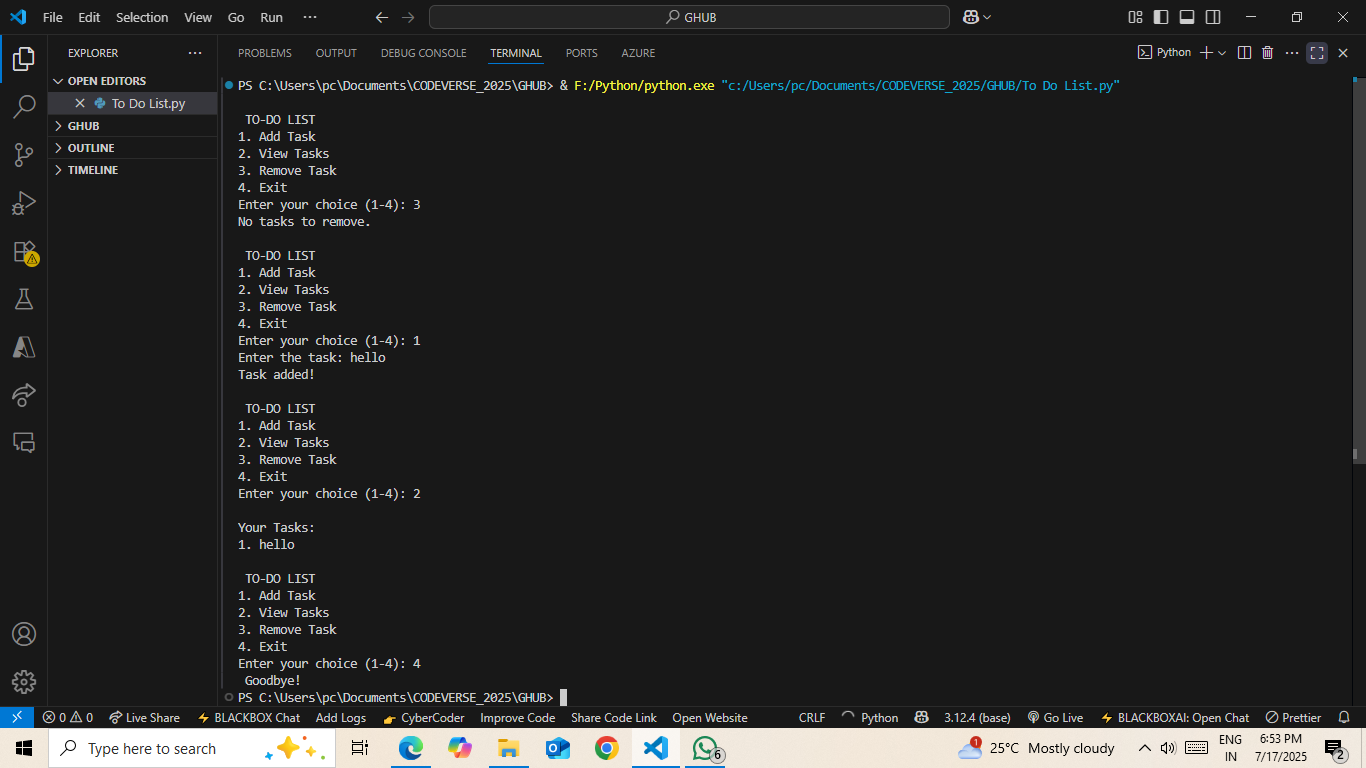 File Edit Selection View Go Run ··· GHUB
EXPLORER ···
OPEN EDITORS
To Do List.py
GHUB
OUTLINE
TIMELINE
PROBLEMS OUTPUT DEBUG CONSOLE TERMINAL PORTS AZURE
Python
PS C:\Users\pc\Documents\CODEVERSE_2025\GHUB> & F:/Python/python.exe "c:/Users/pc/Documents/CODEVERSE_2025/GHUB/To Do List.py"
TO-DO LIST
1. Add Task
2. View Tasks
3. Remove Task
4. Exit
Enter your choice (1-4): 3
No tasks to remove.
TO-DO LIST
1. Add Task
2. View Tasks
3. Remove Task
4. Exit
Enter your choice (1-4): 1
Enter the task: hello
Task added!
TO-DO LIST
1. Add Task
2. View Tasks
3. Remove Task
4. Exit
Enter your choice (1-4): 2
Your Tasks:
1. hello
TO-DO LIST
1. Add Task
2. View Tasks
3. Remove Task
4. Exit
Enter your choice (1-4): 4
Goodbye!
PS C:\Users\pc\Documents\CODEVERSE_2025\GHUB>
0 0 Live Share BLACKBOX Chat Add Logs CyberCoder Improve Code Share Code Link Open Website CRLF Python 3.12.4 (base) Go Live BLACKBOXAI: Open Chat Prettier
Type here to search
6
1
25°C Mostly cloudy
ENG
IN
6:53 PM
7/17/2025
2